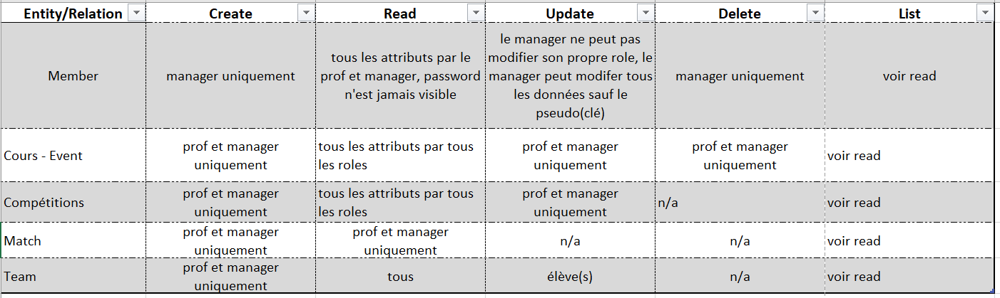 Entity/Relation Create Read Update Delete List
Member
manager uniquement
tous les attributs par le
prof et manager, password
n'est jamais visible
le manager ne peut pas
modifier son propre role, le
manager peut modifer tous
les données sauf le
pseudo(clé)
manager uniquement
voir read
Cours - Event
prof et manager
uniquement
tous les attributs par tous
les roles
prof et manager
uniquement
prof et manager
uniquement
voir read
Compétitions
prof et manager
uniquement
tous les attributs par tous
les roles
prof et manager
uniquement
n/a
voir read
Match
prof et manager
uniquement
prof et manager
uniquement
n/a
n/a
voir read
Team
prof et manager
uniquement
tous
élève(s)
n/a
voir read